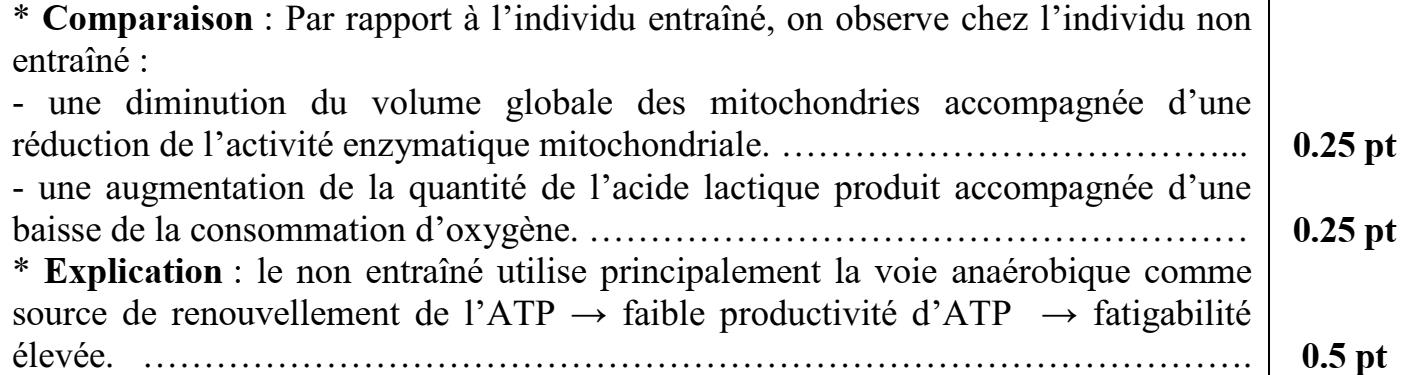 * Comparaison : Par rapport à l’individu entraîné, on observe chez l’individu non
entraîné :
- une diminution du volume globale des mitochondries accompagnée d’une
réduction de l’activité enzymatique mitochondriale. ………………………………... 0.25 pt
- une augmentation de la quantité de l’acide lactique produit accompagnée d’une
baisse de la consommation d’oxygène. ………………………………………………… 0.25 pt
* Explication : le non entraîné utilise principalement la voie anaérobique comme
source de renouvellement de l’ATP → faible productivité d’ATP → fatigabilité
élevée. ……………………………………………………………………………………. 0.5 pt